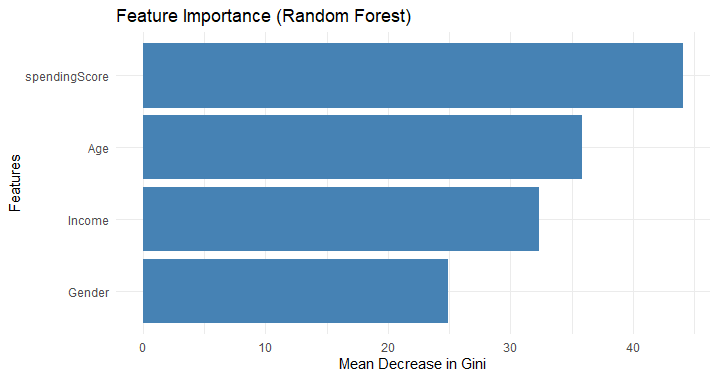 Feature Importance (Random Forest)
Features
spendingScore
Age
Income
Gender
0 10 20 30 40
Mean Decrease in Gini